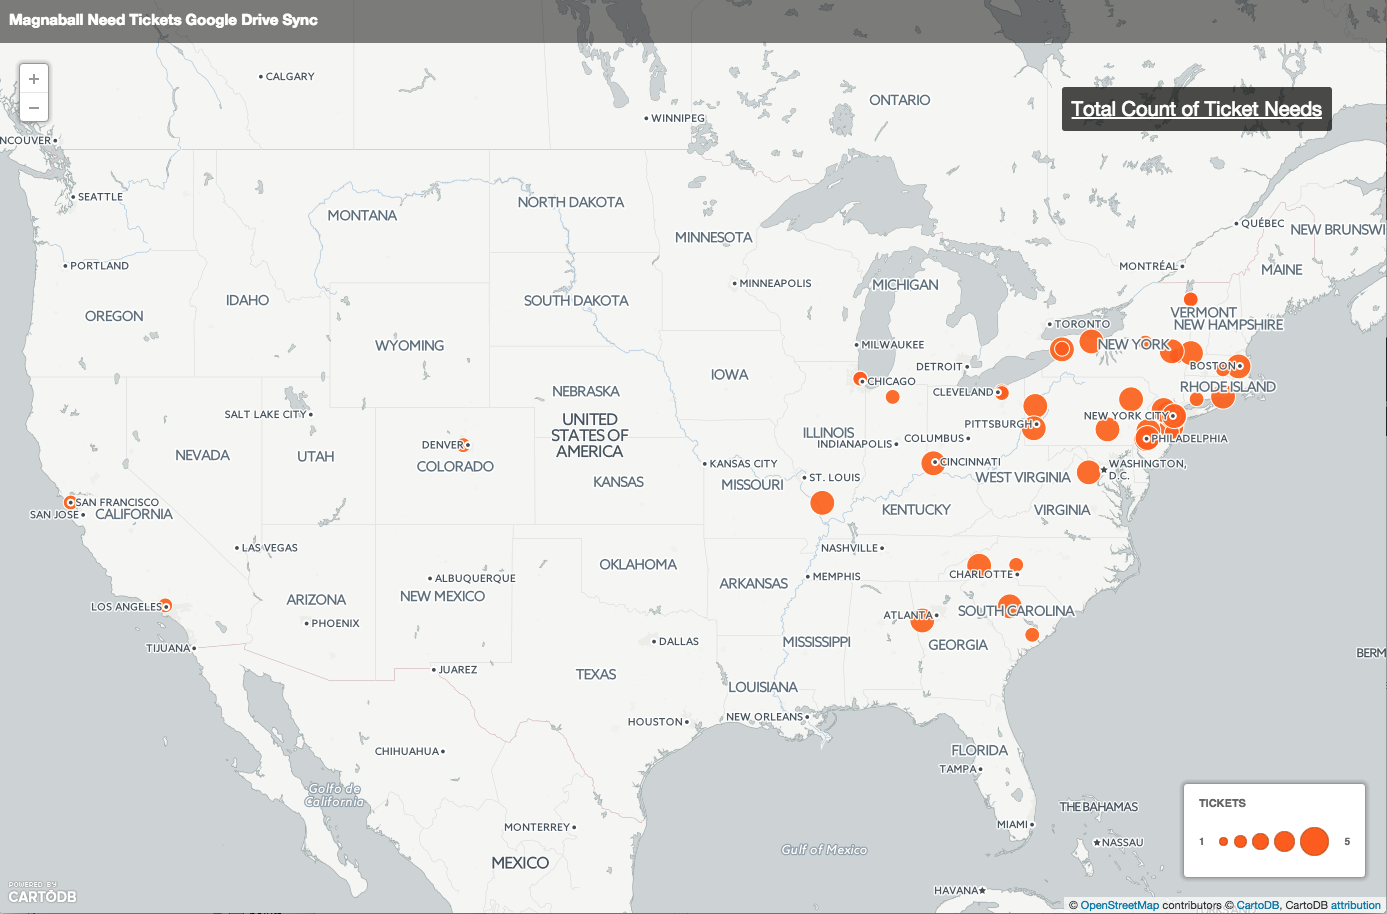 Magnaball Need Tickets Google Drive Sync
+
−
CALGARY
ONTARIO
Total Count of Ticket Needs
WINNIPEG
NCOUVER
SEATTLE
MONTANA
NORTH DAKOTA
MINNESOTA
QUÉBEC
NEW BRUNSWI
PORTLAND
MONTRÉAL
MAINE
IDAHO
SOUTH DAKOTA
MINNEAPOLIS
MICHIGAN
OREGON
VERMONT
NEW HAMPSHIRE
TORONTO
WYOMING
MILWAUKEE
NEW YORK
DETROIT
BOSTON
IOWA
CHICAGO
RHODE ISLAND
NEBRASKA
CLEVELAND
SALT LAKE CITY
UNITED
STATES OF
AMERICA
NEW YORK CITY
PITTSBURGH
ILLINOIS
INDIANAPOLIS
COLUMBUS
PHILADELPHIA
DENVER
NEVADA
UTAH
COLORADO
KANSAS CITY
CINCINNATI
WASHINGTON,
D.C.
KANSAS
MISSOURI
ST. LOUIS
WEST VIRGINIA
SAN FRANCISCO
SAN JOSE
CALIFORNIA
KENTUCKY
VIRGINIA
LAS VEGAS
NASHVILLE
OKLAHOMA
ALBUQUERQUE
ARKANSAS
MEMPHIS
CHARLOTTE
ARIZONA
NEW MEXICO
LOS ANGELES
ATLANTA
SOUTH CAROLINA
PHOENIX
TIJUANA
DALLAS
MISSISSIPPI
GEORGIA
BERM
JUAREZ
TEXAS
LOUISIANA
HOUSTON
NEW ORLEANS
CHIHUAHUA
FLORIDA
TAMPA
Golfo de
California
TICKETS
1
5
THE BAHAMAS
MONTERREY
MIAMI
NASSAU
Gulf of Mexico
MEXICO
HAVANA
POWERED BY
CARTODB
© OpenStreetMap contributors © CartoDB, CartoDB attribution